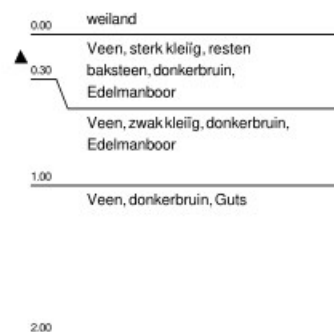 0.00 weiland
Veen, sterk kleiïg, resten
0.30 baksteen, donkerbruin,
Edelmanboor
Veen, zwak kleiïg, donkerbruin,
Edelmanboor
1.00
Veen, donkerbruin, Guts
2.00